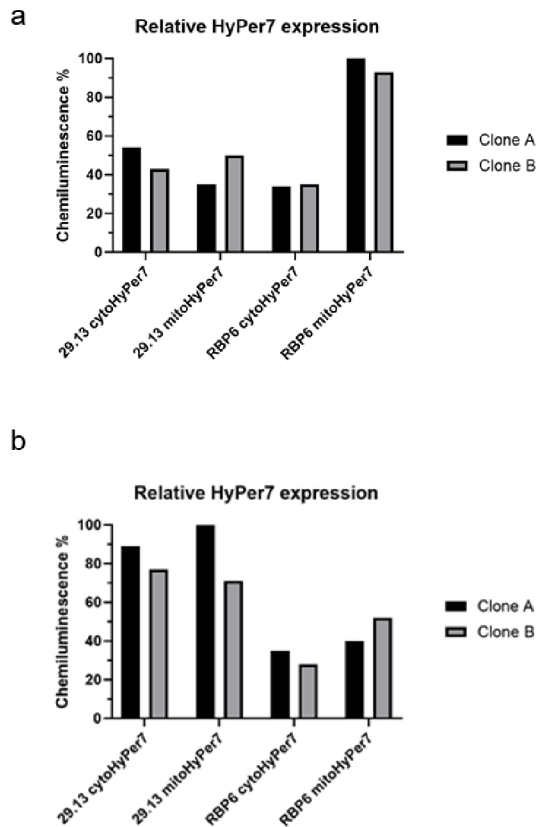 a
Relative HyPer7 expression
Chemiluminescence %
100
80
60
40
20
0
29.13 cytoHyPer7
29.13 mitoHyPer7
RBP6 cytoHyPer7
RBP6 mitoHyPer7
Clone A
Clone B
b
Relative HyPer7 expression
Chemiluminescence %
100
80
60
40
20
0
29.13 cytoHyPer7
29.13 mitoHyPer7
RBP6 cytoHyPer7
RBP6 mitoHyPer7
Clone A
Clone B